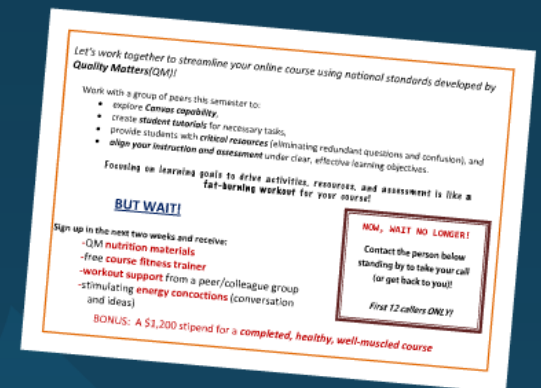 Let's work together to streamline your online course using national standards developed by
Quality Matters(QM)!
Work with a group of peers this semester to:
• explore Canvas capability,
• create student tutorials for necessary tasks,
• provide students with critical resources (eliminating redundant questions and confusion), and
• align your instruction and assessment under clear, effective learning objectives.
Focusing on learning goals to drive activities, resources, and assessment is like a
fat-burning workout for your course!
BUT WAIT!
Sign up in the next two weeks and receive:
-QM nutrition materials
-free course fitness trainer
-workout support from a peer/colleague group
-stimulating energy concoctions (conversation
and ideas)
BONUS: A $1,200 stipend for a completed, healthy, well-muscled course
NOW, WAIT NO LONGER!
Contact the person below
standing by to take your call
(or get back to you)!
First 12 callers ONLY!